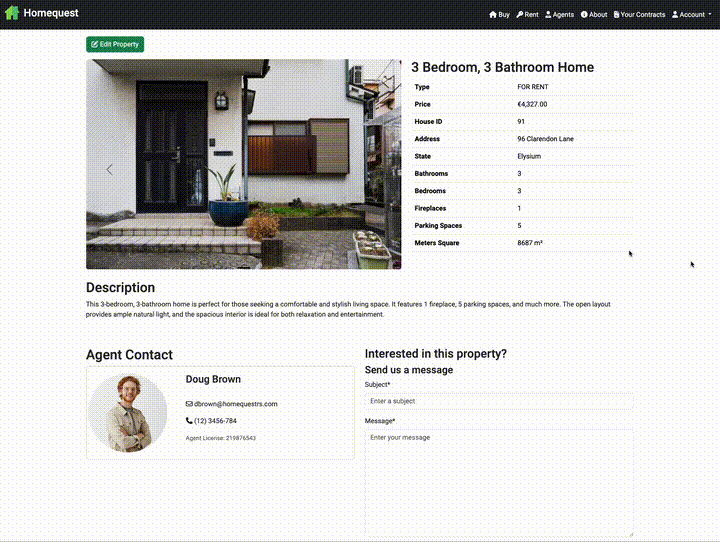 Homequest
Buy Rent Agents About Your Contracts Account
Edit Property
3 Bedroom, 3 Bathroom Home
Type FOR RENT
Price €4,327.00
House ID 91
Address 96 Clarendon Lane
State Elysium
Bathrooms 3
Bedrooms 3
Fireplaces 1
Parking Spaces 5
Meters Square 8687 m²
Description
This 3-bedroom, 3-bathroom home is perfect for those seeking a comfortable and stylish living space. It features 1 fireplace, 5 parking spaces, and much more. The open layout
provides ample natural light, and the spacious interior is ideal for both relaxation and entertainment.
Agent Contact
Doug Brown
dbrown@homequestrs.com
(12) 3456-784
Agent License: 219876543
Interested in this property?
Send us a message
Subject*
Enter a subject
Message*
Enter your message